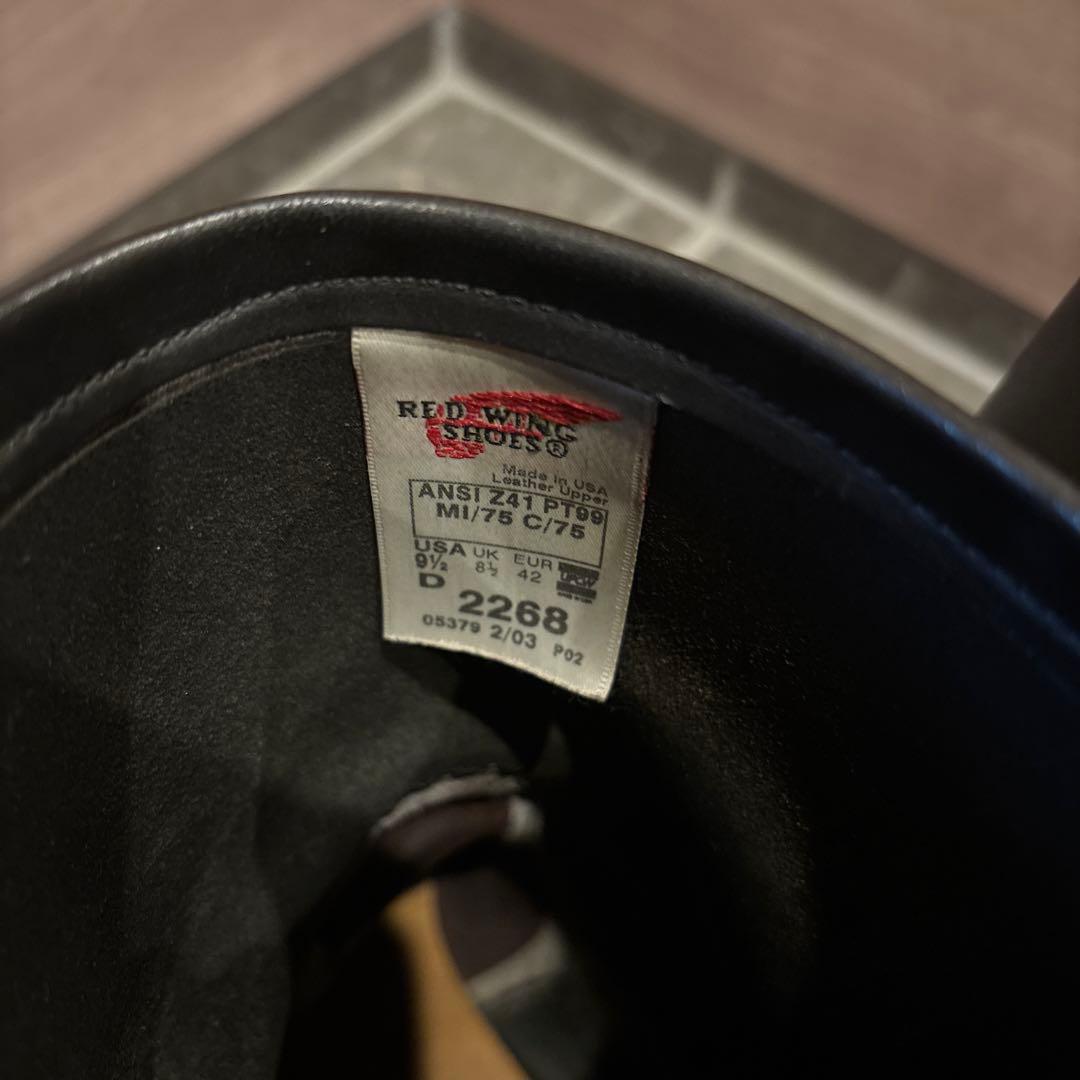 RED WING
SHOES®
Made in USA
Leather Upper
ANSI Z41 PT99
MI/75 C/75
USA UK EUR
9½ 8½ 42
D
2268
05379 2/03 P02